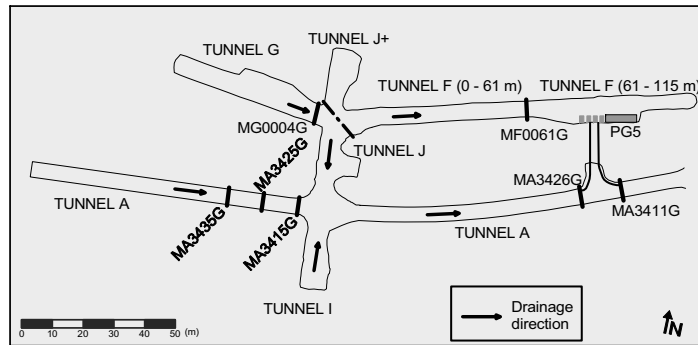 TUNNEL J+
TUNNEL G
TUNNEL F (0 - 61 m)
TUNNEL F (61 - 115 m)
MG0004G
MF0061G
PG5
MA3425G
TUNNEL J
MA3426G
TUNNEL A
MA3435G
MA3415G
TUNNEL A
MA3411G
TUNNEL I
Drainage
direction
0 10 20 30 40 50 (m)
N